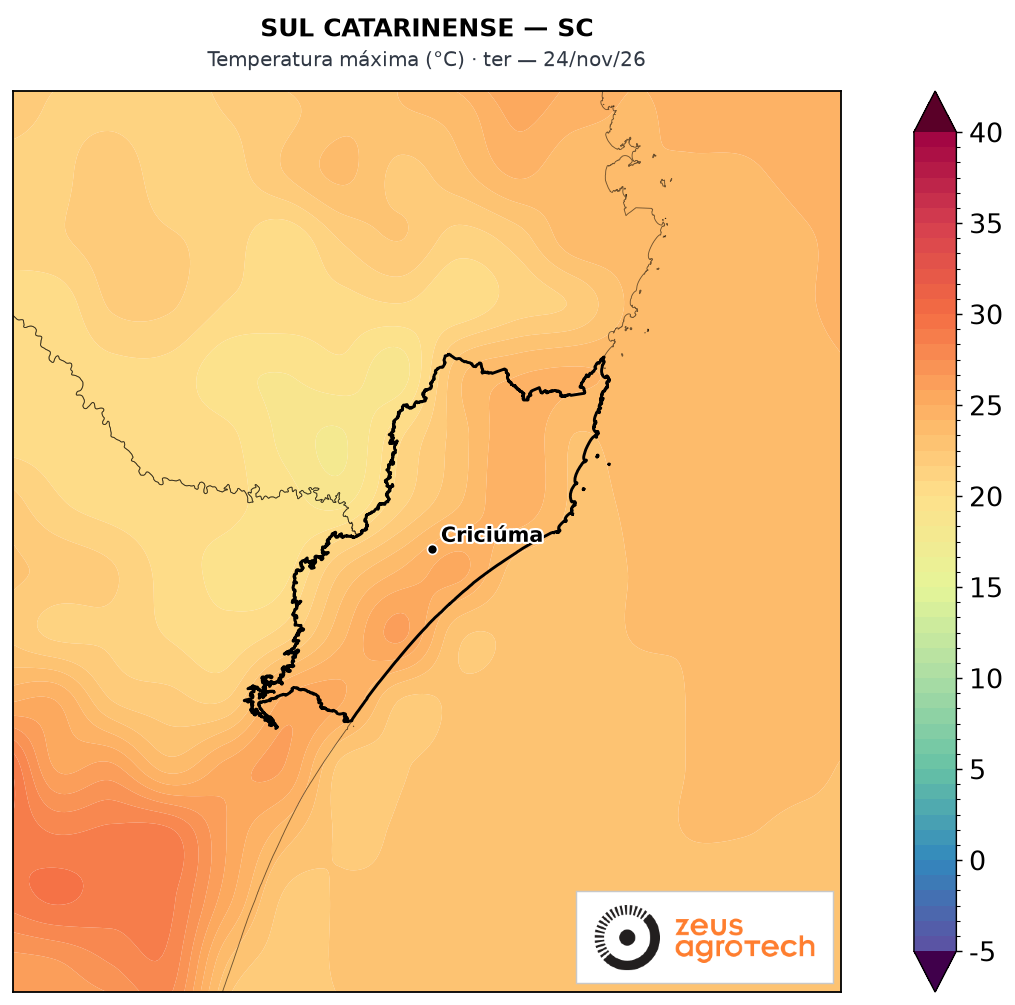 SUL CATARINENSE — SC
Temperatura máxima (°C) · ter — 24/nov/26
40
35
30
25
20
15
10
5
0
-5
Criciúma
zeus
agrotech